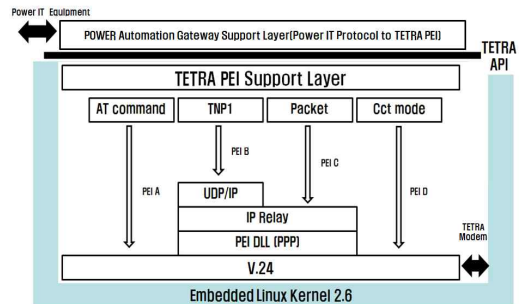 Power IT Equipment
POWER Automation Gateway Support Layer(Power IT Protocol to TETRA PEI)
TETRA
API
TETRA PEI Support Layer
AT command
TNP1
Packet
Cct mode
PEI B
PEI C
PEI A
PEI D
UDP/IP
IP Relay
TETRA
Modem
PEI DLL (PPP)
V.24
Embedded Linux Kernel 2.6